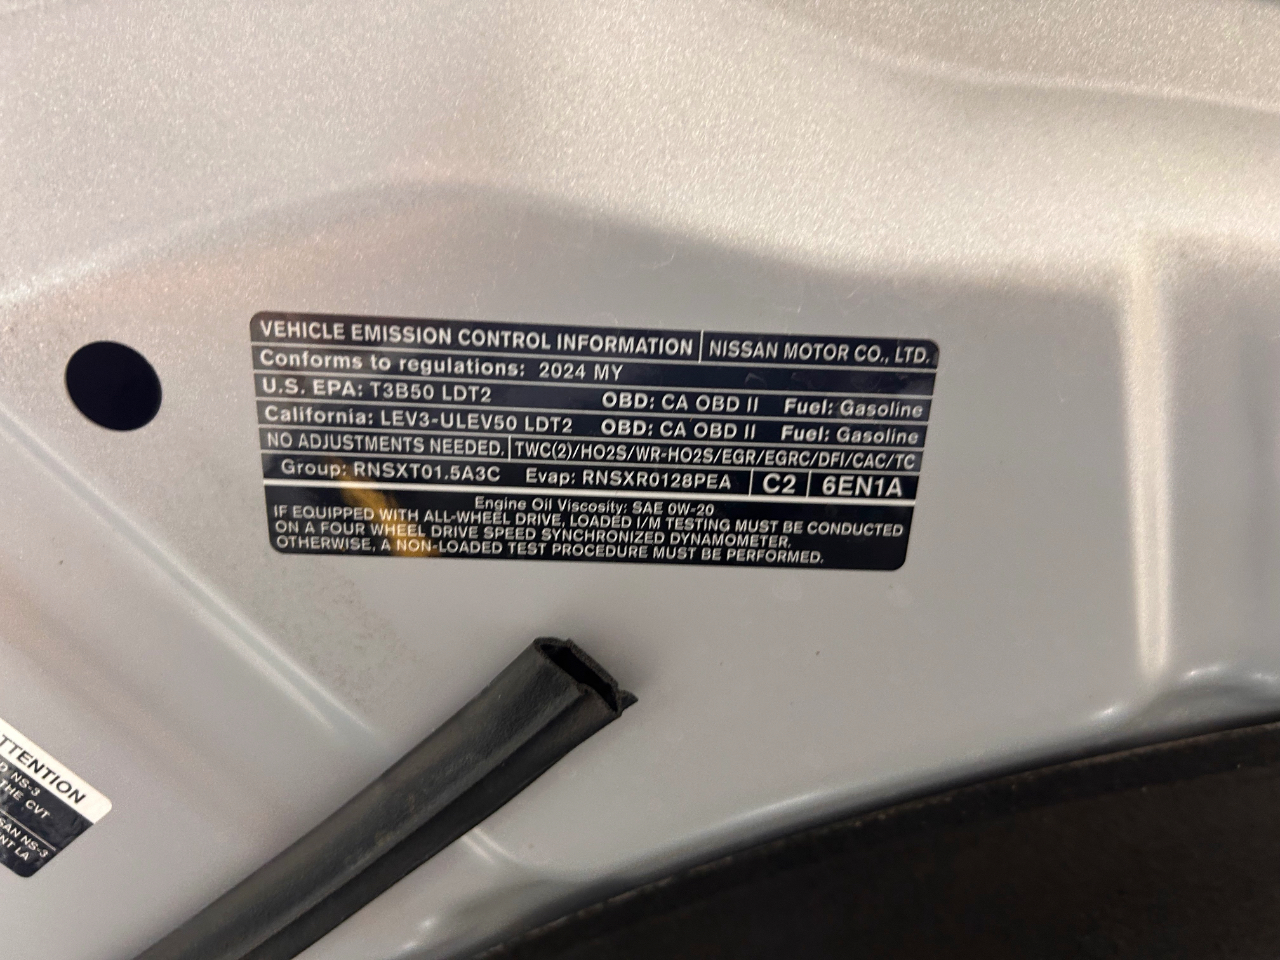 VEHICLE EMISSION CONTROL INFORMATION NISSAN MOTOR CO., LTD.
Conforms to regulations: 2024 MY
U.S. EPA: T3B50 LDT2 OBD: CA OBD II Fuel: Gasoline
California: LEV3-ULEV50 LDT2 OBD: CA OBD II Fuel: Gasoline
NO ADJUSTMENTS NEEDED. TWC(2)/HO2S/WR-HO2S/EGR/EGRC/DFI/CAC/TC
Group: RNSXT01.5A3C Evap: RNSXR0128PEA C2 6EN1A
Engine Oil Viscosity: SAE 0W-20
IF EQUIPPED WITH ALL-WHEEL DRIVE, LOADED I/M TESTING MUST BE CONDUCTED
ON A FOUR WHEEL DRIVE SPEED SYNCHRONIZED DYNAMOMETER.
OTHERWISE, A NON-LOADED TEST PROCEDURE MUST BE PERFORMED.
TTENTION
NS-3
THE CVT
NS-3
LA